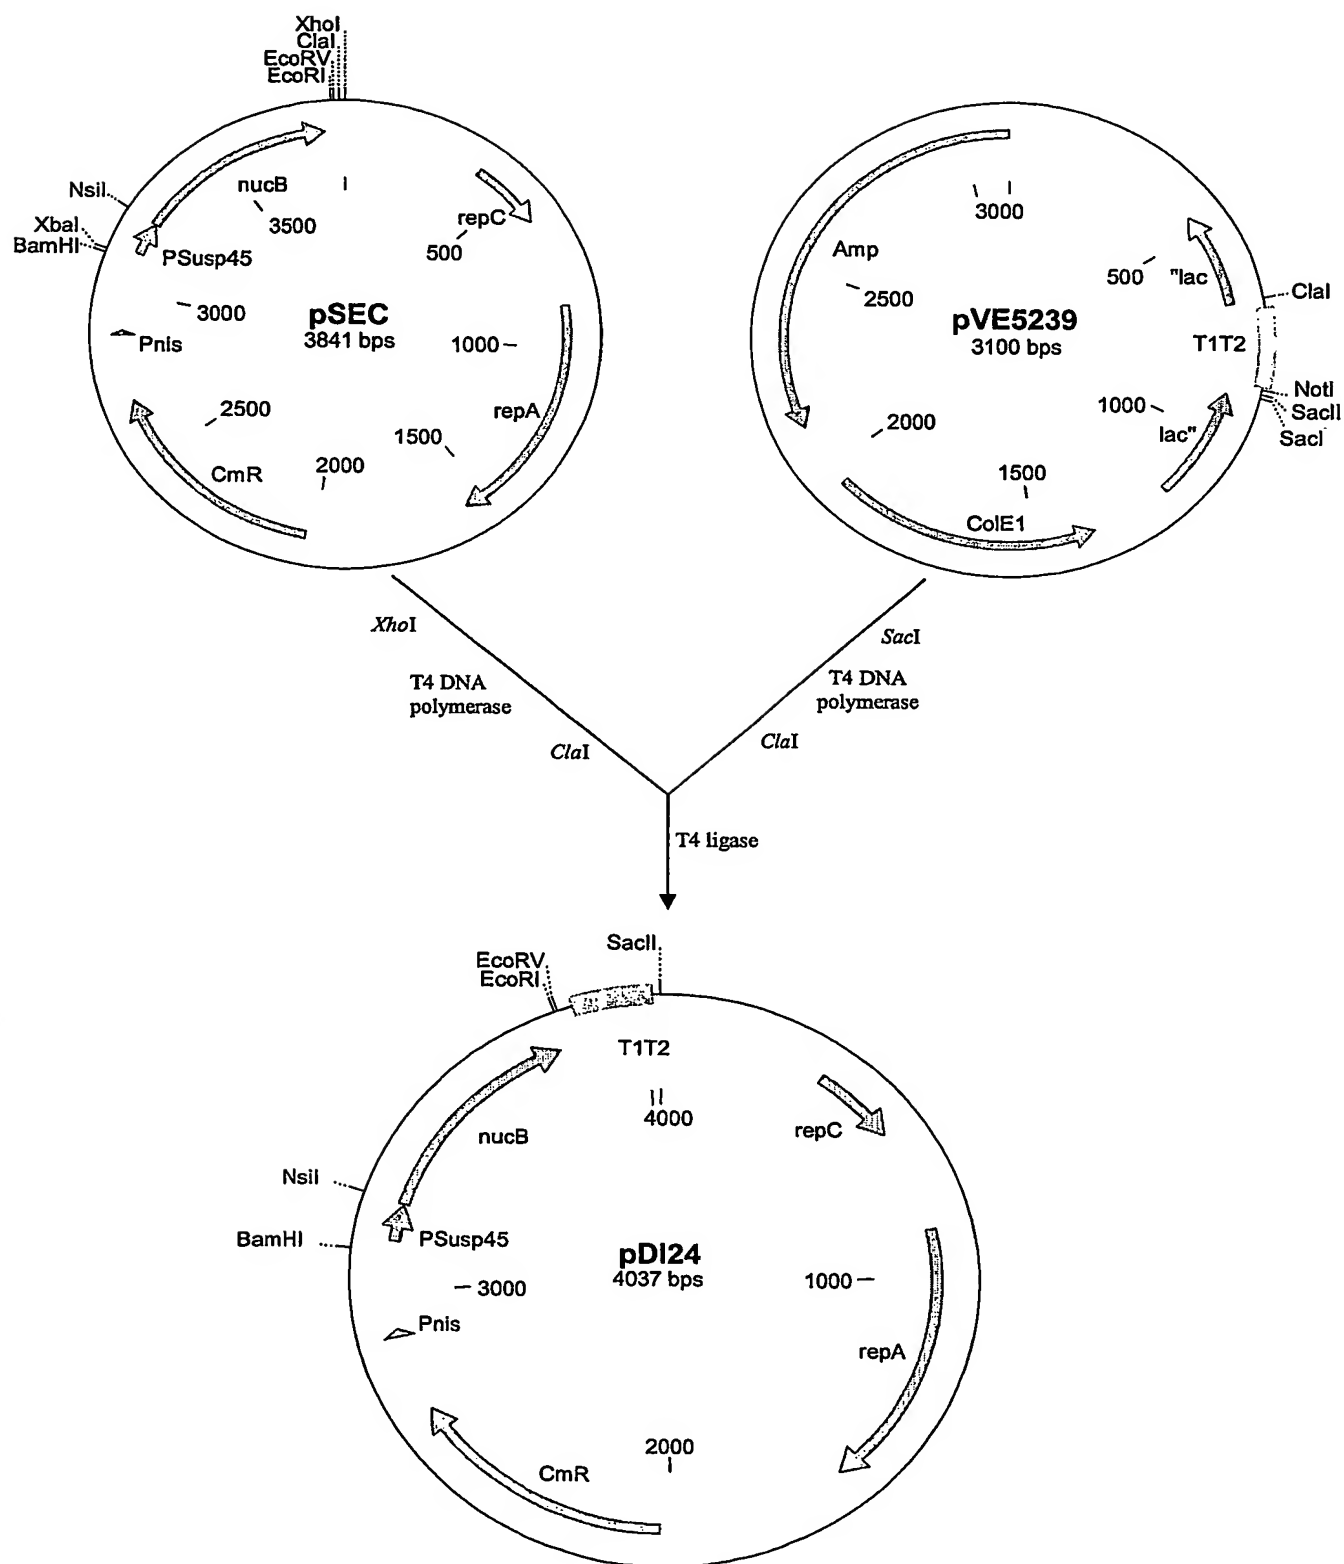 XhoI
ClaI
EcoRV
EcoRI
NsiI
XbaI
BamHI
nucB
3500
PSusp45
3000
Pnis
2500
CmR
2000
repC
500
pSEC
3841 bps
1000
repA
1500
3000
Amp
2500
"lac
500
ClaI
pVE5239
3100 bps
T1T2
NotI
SacII
SacI
1000
lac"
2000
1500
ColE1
XhoI
T4 DNA
polymerase
ClaI
SacI
T4 DNA
polymerase
ClaI
T4 ligase
SacII
EcoRV
EcoRI
T1T2
4000
repC
nucB
NsiI
BamHI
PSusp45
3000
Pnis
pDI24
4037 bps
1000
repA
2000
CmR